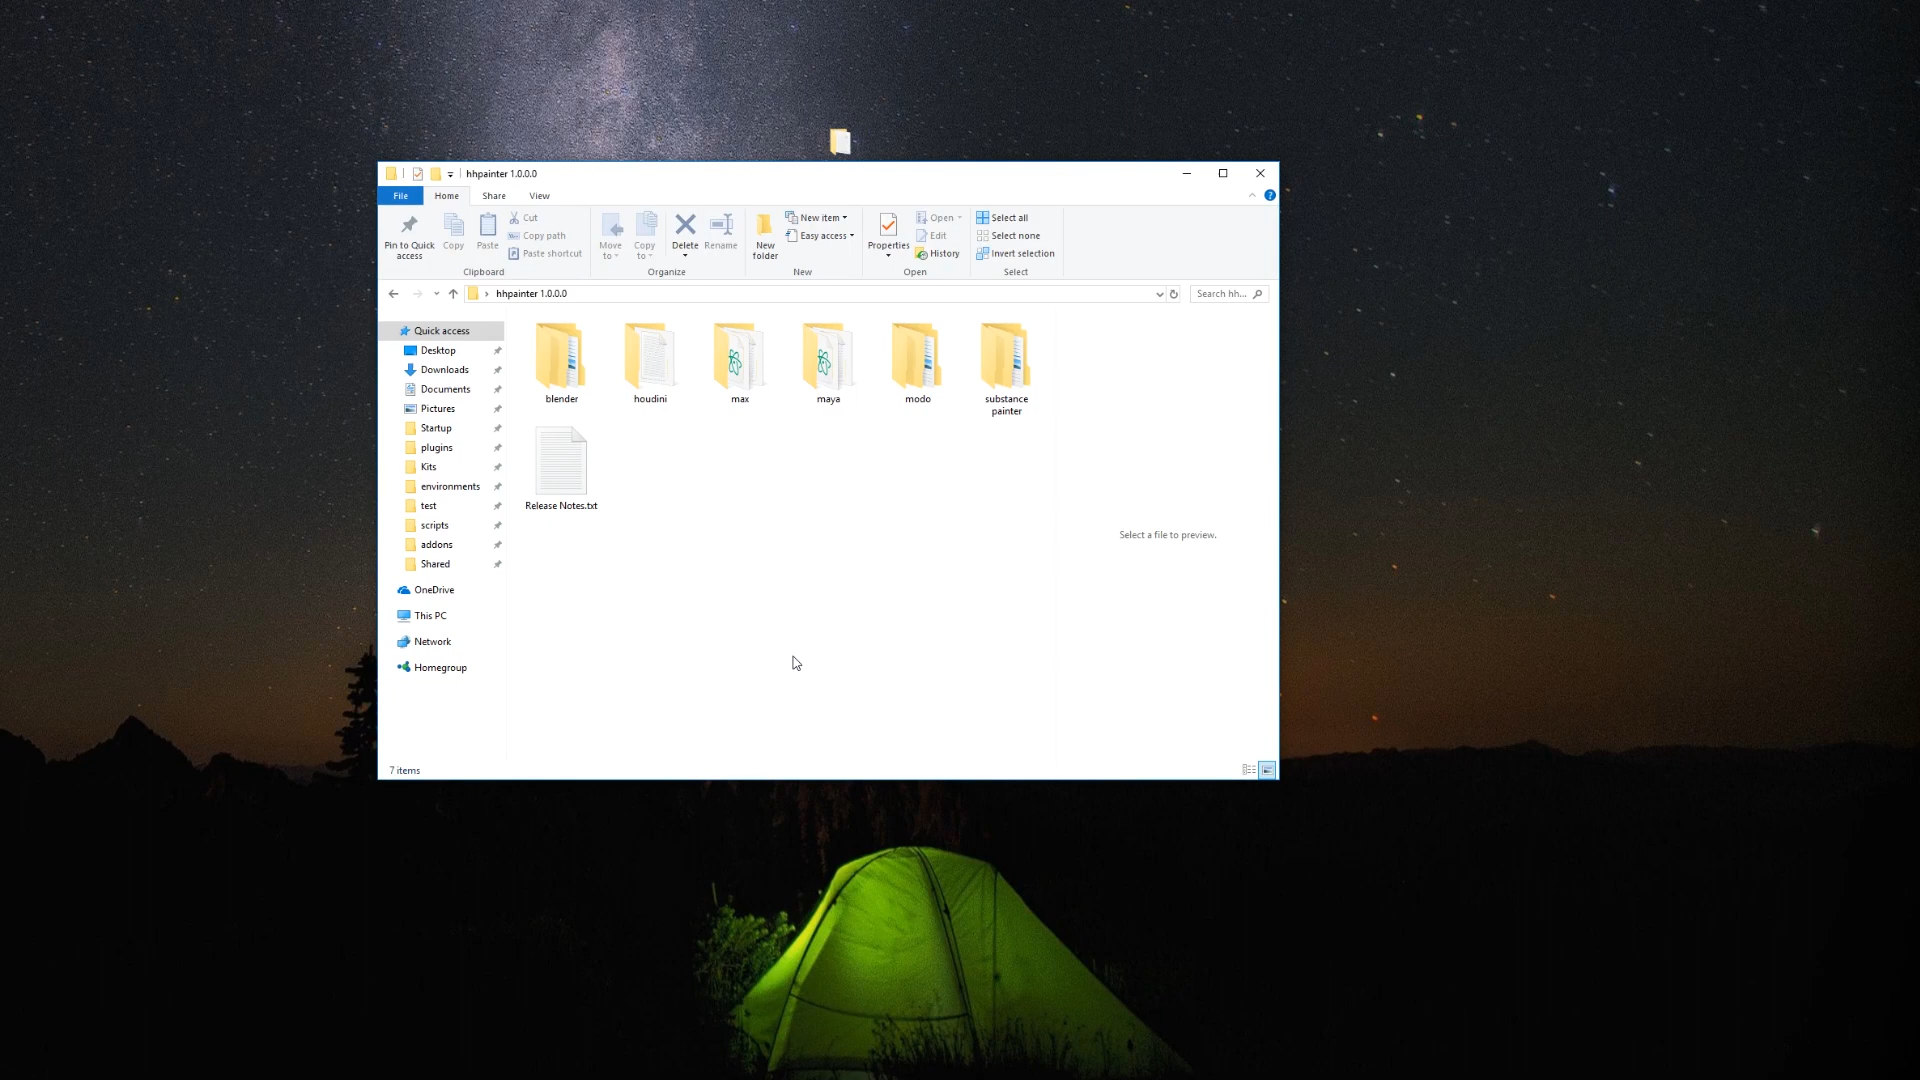 hhpainter 1.0.0.0
File Home Share View
Pin to Quick access
Copy
Paste
Cut
Copy path
Paste shortcut
Clipboard
Move to
Copy to
Delete
Rename
Organize
New folder
New item
Easy access
New
Properties
Open
Edit
History
Open
Select all
Select none
Invert selection
Select
hhpainter 1.0.0.0
Search hh...
Quick access
Desktop
Downloads
Documents
Pictures
Startup
plugins
Kits
environments
test
scripts
addons
Shared
OneDrive
This PC
Network
Homegroup
blender
houdini
max
maya
modo
substance
painter
Release Notes.txt
Select a file to preview.
7 items